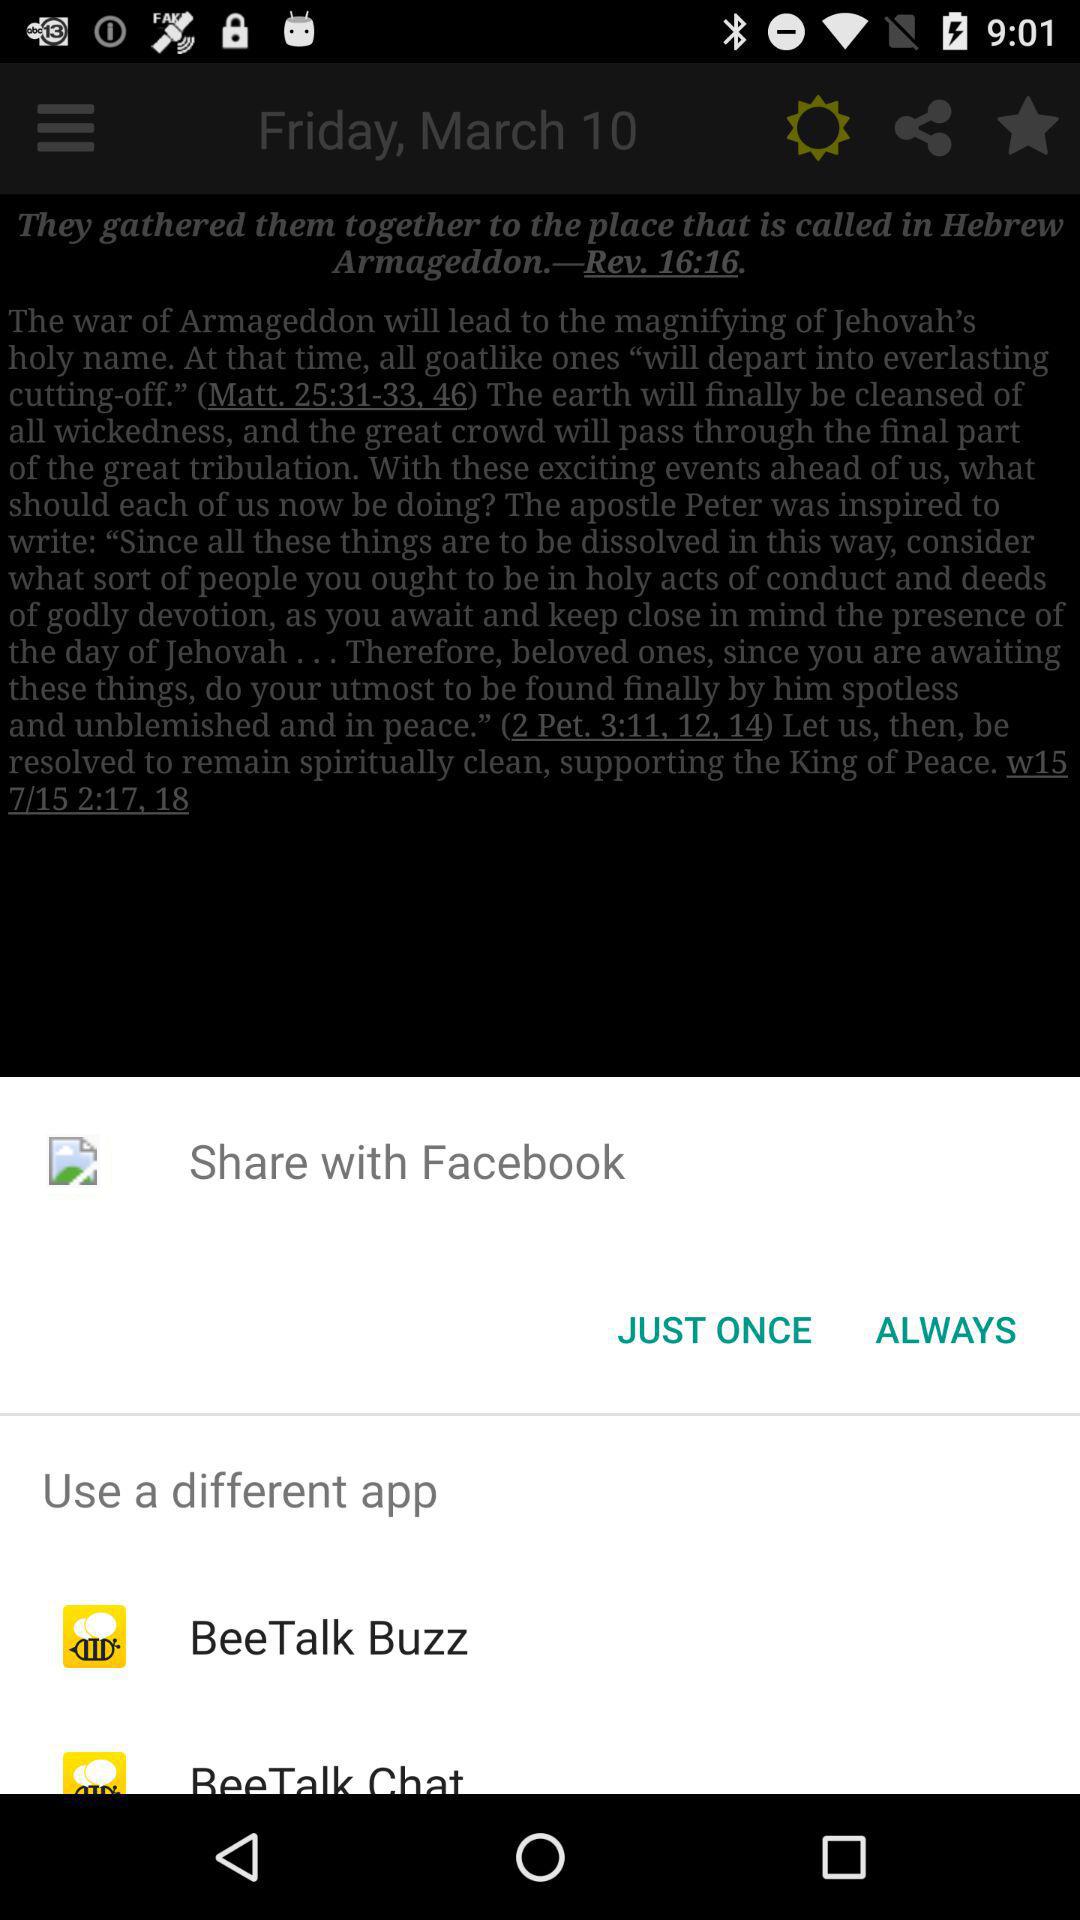 abc 13 FAKE 9:01
Friday, March 10
They gathered them together to the place that is called in Hebrew
Armageddon.—Rev. 16:16.
The war of Armageddon will lead to the magnifying of Jehovah’s
holy name. At that time, all goatlike ones “will depart into everlasting
cutting-off.” (Matt. 25:31-33, 46) The earth will finally be cleansed of
all wickedness, and the great crowd will pass through the final part
of the great tribulation. With these exciting events ahead of us, what
should each of us now be doing? The apostle Peter was inspired to
write: “Since all these things are to be dissolved in this way, consider
what sort of people you ought to be in holy acts of conduct and deeds
of godly devotion, as you await and keep close in mind the presence of
the day of Jehovah . . . Therefore, beloved ones, since you are awaiting
these things, do your utmost to be found finally by him spotless
and unblemished and in peace.” (2 Pet. 3:11, 12, 14) Let us, then, be
resolved to remain spiritually clean, supporting the King of Peace. w15
7/15 2:17, 18
Share with Facebook
JUST ONCE ALWAYS
Use a different app
BeeTalk Buzz
BeeTalk Chat